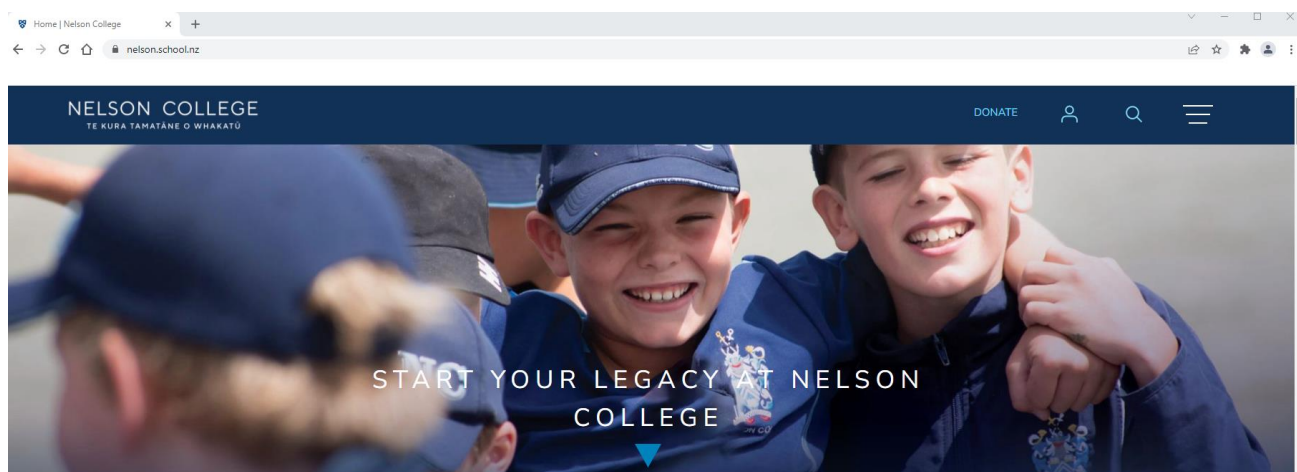 Home | Nelson College
nelson.school.nz
NELSON COLLEGE
TE KURA TAMATĀNE O WHAKATŪ
DONATE
NC
START YOUR LEGACY AT NELSON
COLLEGE